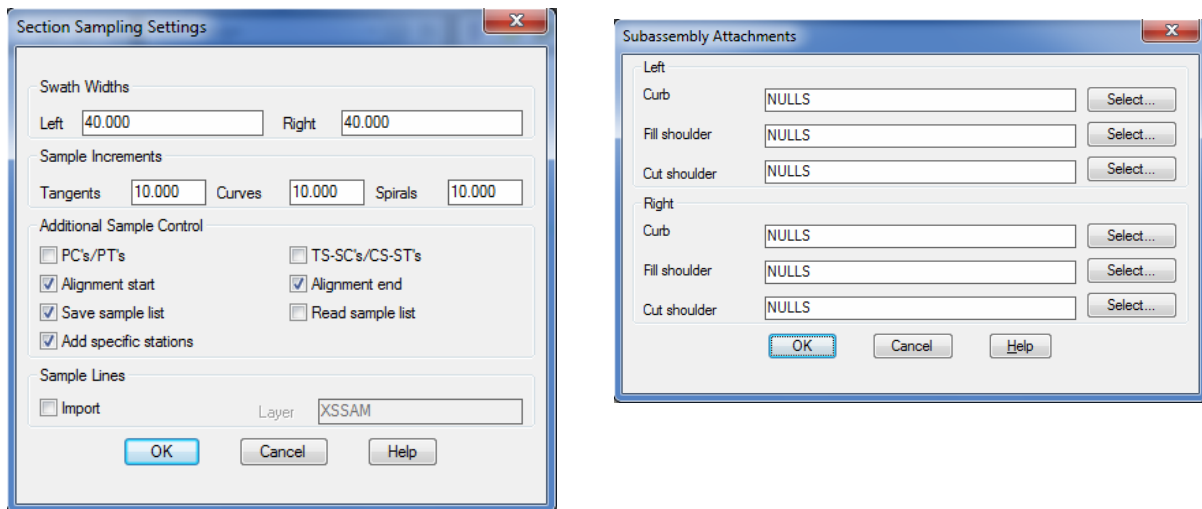 Section Sampling Settings
Swath Widths
Left 40.000 Right 40.000
Sample Increments
Tangents 10.000 Curves 10.000 Spirals 10.000
Additional Sample Control
PC's/PT's TS-SC's/CS-ST's
Alignment start Alignment end
Save sample list Read sample list
Add specific stations
Sample Lines
Import Layer XSSAM
OK Cancel Help
Subassembly Attachments
Left
Curb NULLS Select...
Fill shoulder NULLS Select...
Cut shoulder NULLS Select...
Right
Curb NULLS Select...
Fill shoulder NULLS Select...
Cut shoulder NULLS Select...
OK Cancel Help